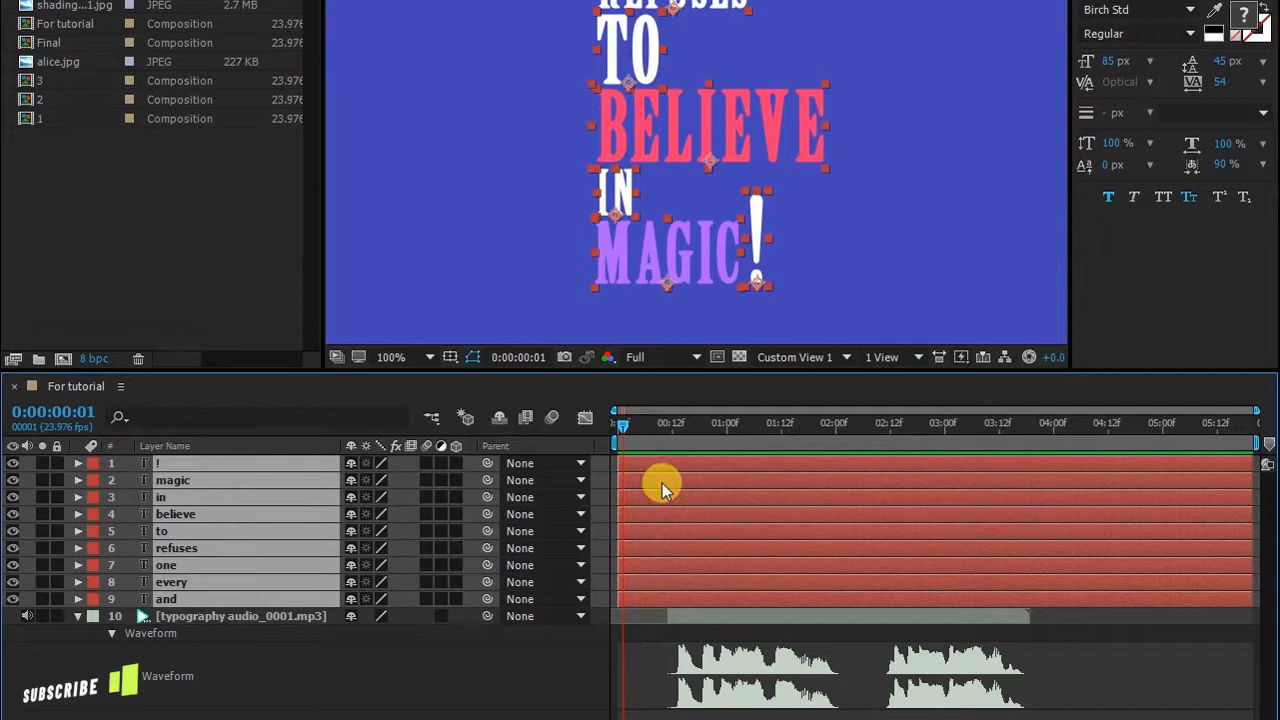 shading...1.jpg JPEG 2.7 MB
For tutorial Composition 23.976
Final Composition 23.976
alice.jpg JPEG 227 KB
3 Composition 23.976
2 Composition 23.976
1 Composition 23.976
8 bpc
REFUSES
TO
BELIEVE
IN
MAGIC!
100% 0:00:00:01 Full Custom View 1 1 View +0.0
Birch Std
?
Regular
85 px 45 px
Optical 54
- px
100 % 100 %
0 px 90 %
T T TT Tt T¹ T₁
× For tutorial
0:00:00:01
00001 (23.976 fps)
00:12f 01:00f 01:12f 02:00f 02:12f 03:00f 03:12f 04:00f 04:12f 05:00f 05:12f
# Layer Name fx Parent
1 T ! None
2 T magic None
3 T in None
4 T believe None
5 T to None
6 T refuses None
7 T one None
8 T every None
9 T and None
10 [typography audio_0001.mp3] None
Waveform
Waveform
SUBSCRIBE